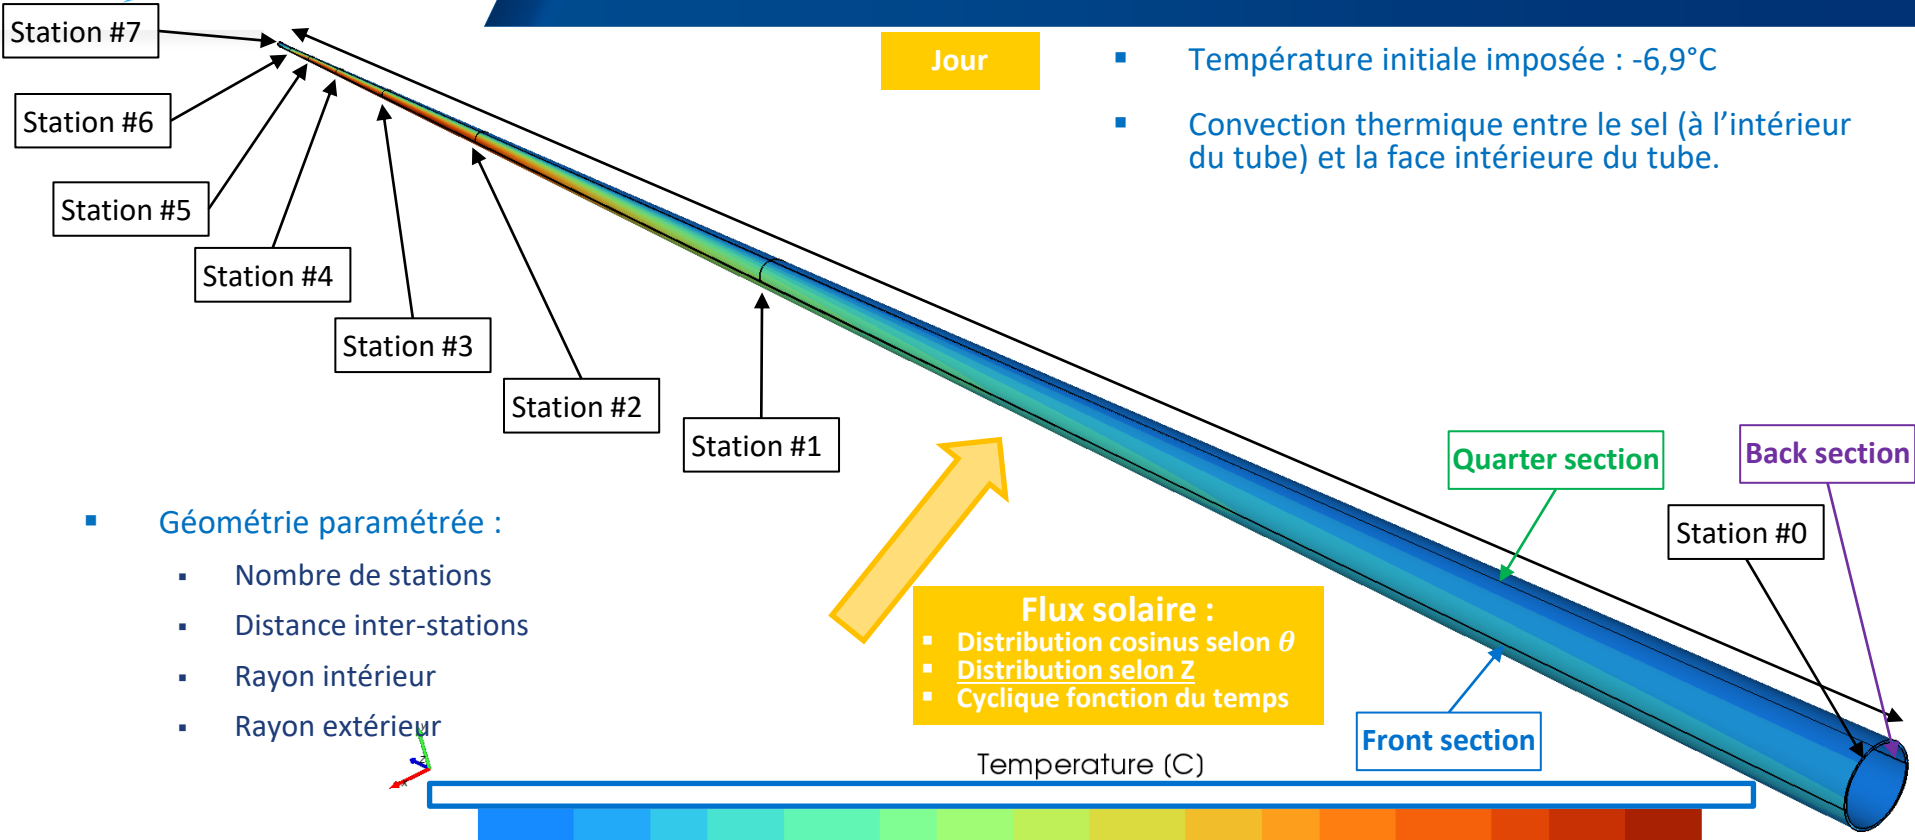 Station #7
Station #6
Station #5
Station #4
Station #3
Station #2
Station #1
Jour
▪ Température initiale imposée : -6,9°C
▪ Convection thermique entre le sel (à l’intérieur
du tube) et la face intérieure du tube.
Quarter section
Back section
Station #0
▪ Géométrie paramétrée :
▪ Nombre de stations
▪ Distance inter-stations
▪ Rayon intérieur
▪ Rayon extérieur
Flux solaire :
▪ Distribution cosinus selon θ
▪ Distribution selon Z
▪ Cyclique fonction du temps
Front section
Temperature (C)